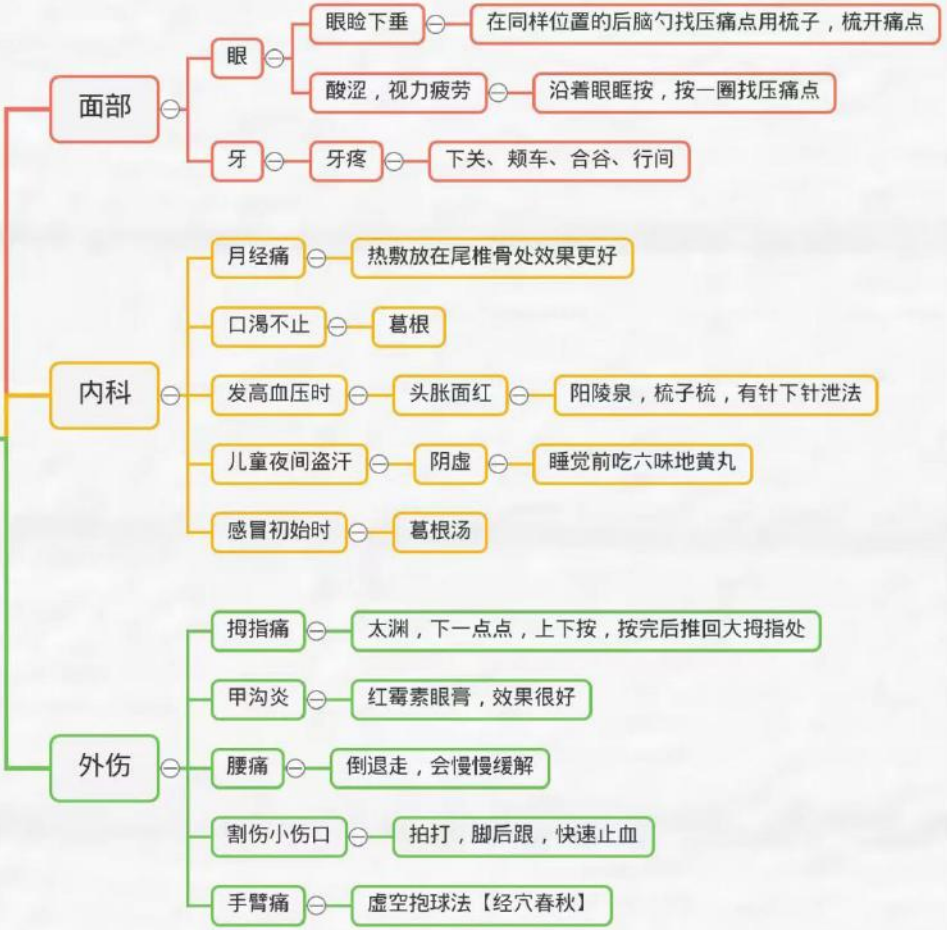 面部
眼
眼睑下垂
在同样位置的后脑勺找压痛点用梳子，梳开痛点
酸涩，视力疲劳
沿着眼眶按，按一圈找压痛点
牙
牙疼
下关、颊车、合谷、行间
内科
月经痛
热敷放在尾椎骨处效果更好
口渴不止
葛根
发高血压时
头胀面红
阳陵泉，梳子梳，有针下针泄法
儿童夜间盗汗
阴虚
睡觉前吃六味地黄丸
感冒初始时
葛根汤
外伤
拇指痛
太渊，下一点点，上下按，按完后推回大拇指处
甲沟炎
红霉素眼膏，效果很好
腰痛
倒退走，会慢慢缓解
割伤小伤口
拍打，脚后跟，快速止血
手臂痛
虚空抱球法【经穴春秋】